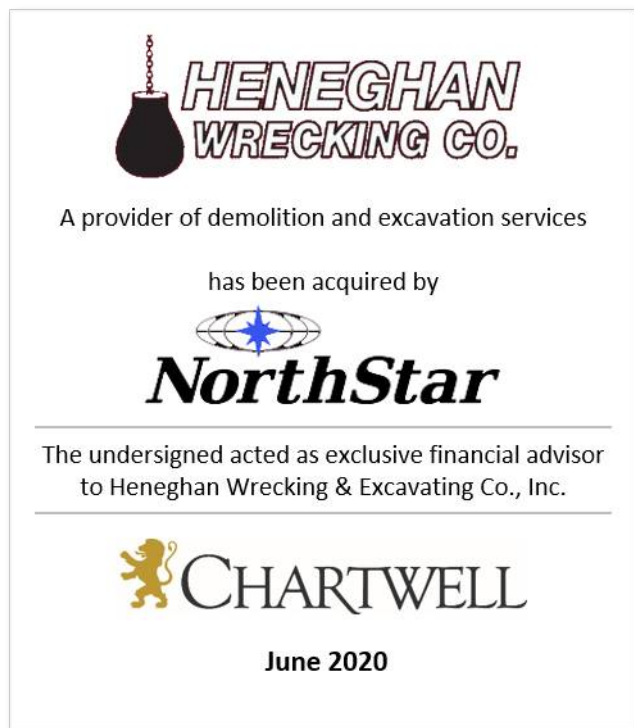 HENEGHAN
WRECKING CO.
A provider of demolition and excavation services
has been acquired by
NorthStar
The undersigned acted as exclusive financial advisor
to Heneghan Wrecking & Excavating Co., Inc.
CHARTWELL
June 2020